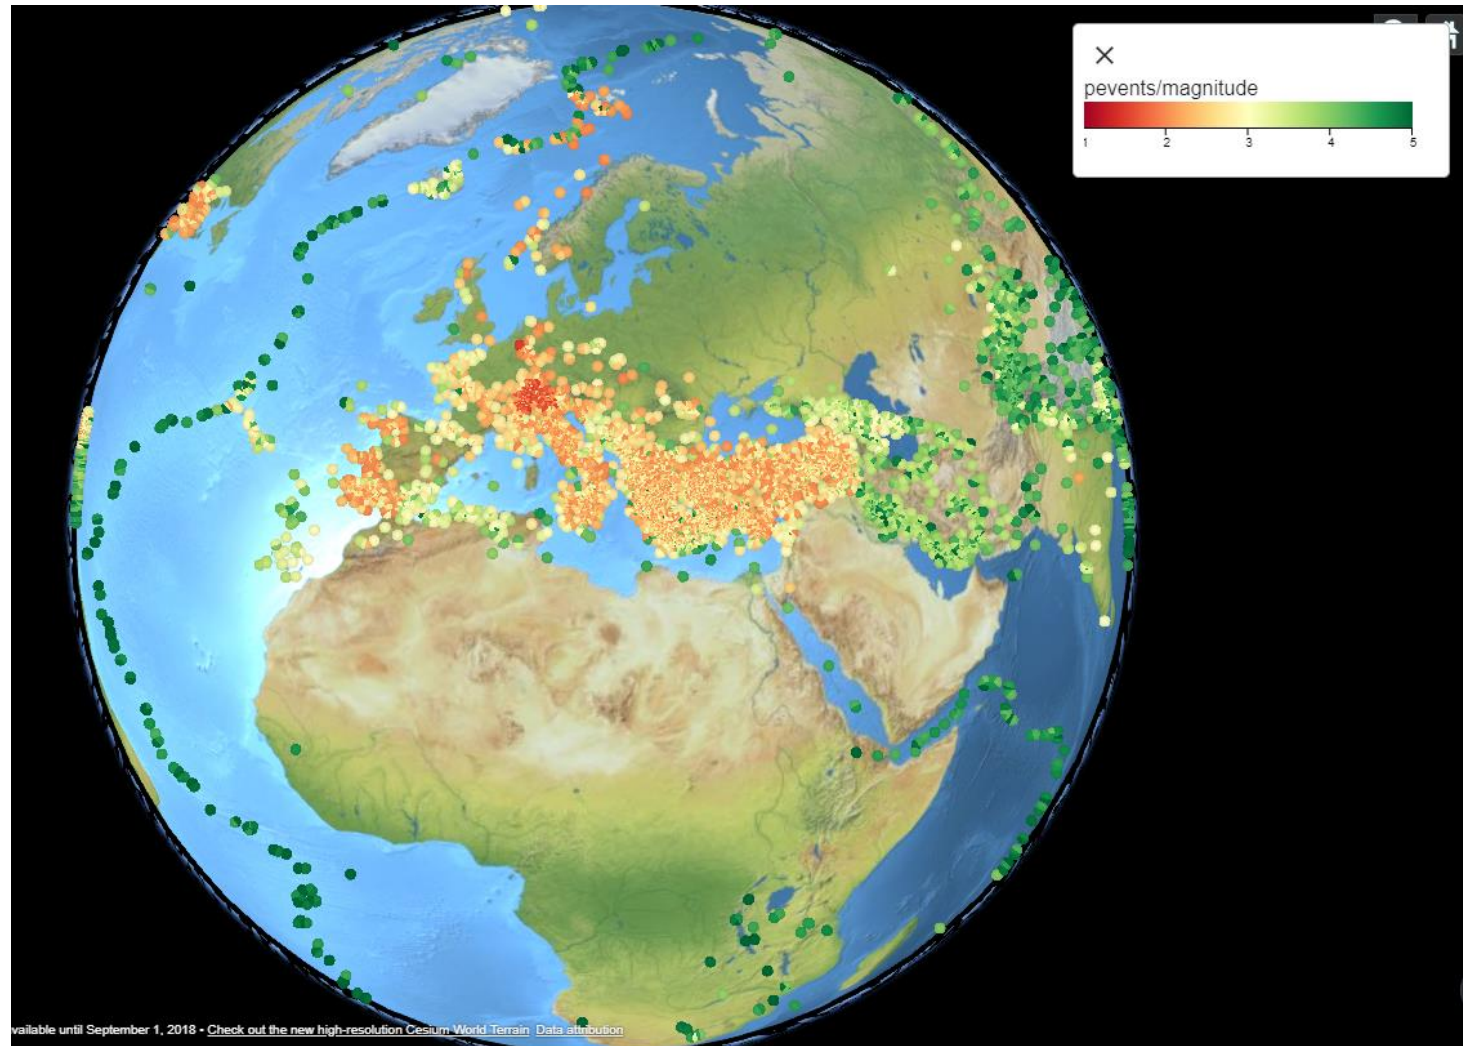 pevents/magnitude
1 2 3 4 5
vailable until September 1, 2018 • Check out the new high-resolution Cesium World Terrain Data attribution